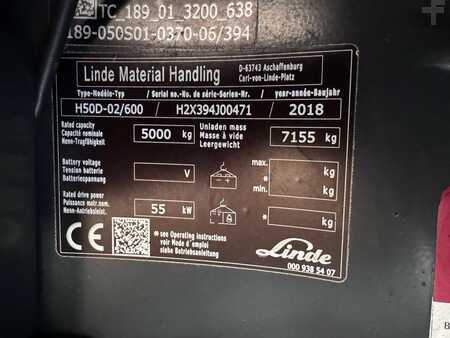 TC_189_01_3200_638
189-050S01-0370-06/394
Linde Material Handling
D-63743 Aschaffenburg
Carl-von-Linde-Platz
Type-Modèle-Typ / Serial no.-No. de série-Serien-Nr. / year-année-Baujahr
H50D-02/600 H2X394J00471 2018
Rated capacity
Capacité nominale
Nenn-Tragfähigkeit
5000 kg
Unladen mass
Masse à vide
Leergewicht
7155 kg
Battery voltage
Tension batterie
Batteriespannung
V
max.
* kg
min.
* kg
Rated drive power
Puissance motr.nom.
Nenn-Antriebsleist.
55 kW
* kg
CE
* see Operating instructions
voir Mode d'emploi
siehe Betriebsanleitung
Linde
000 938 54 07